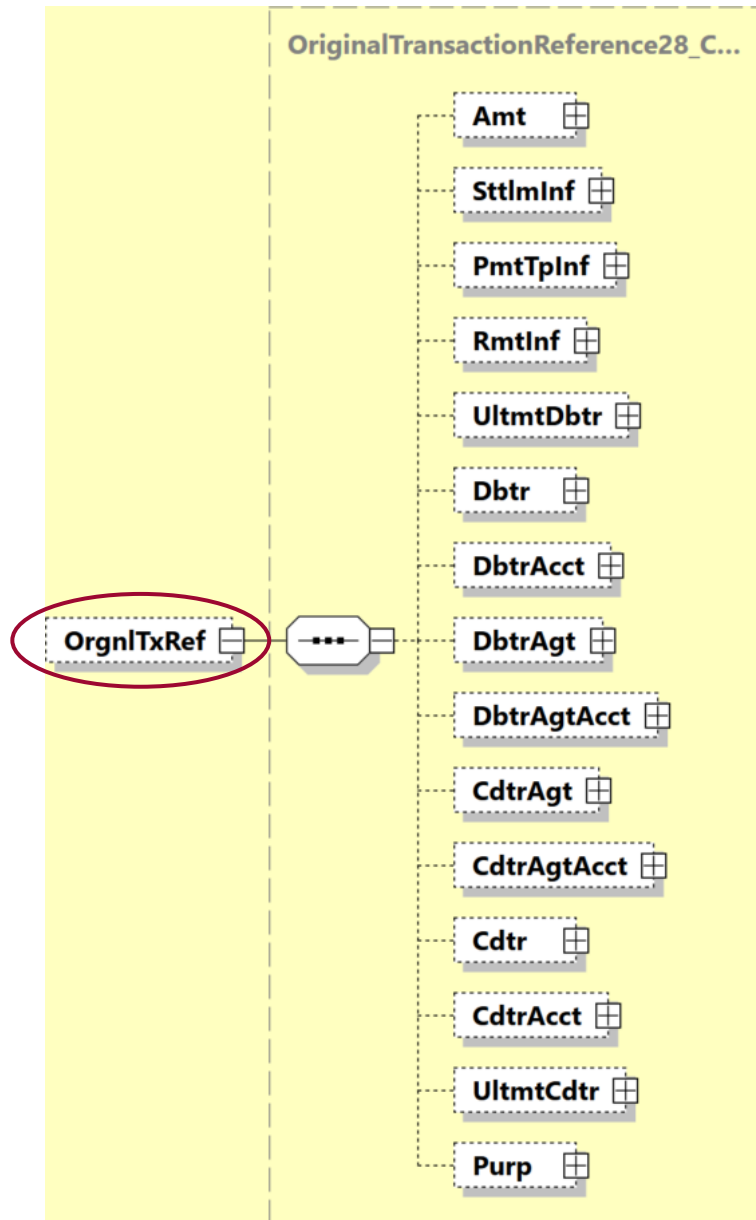 OriginalTransactionReference28_C...
Amt
SttlmInf
PmtTpInf
RmtInf
UltmtDbtr
Dbtr
DbtrAcct
OrgnlTxRef
DbtrAgt
DbtrAgtAcct
CdtrAgt
CdtrAgtAcct
Cdtr
CdtrAcct
UltmtCdtr
Purp